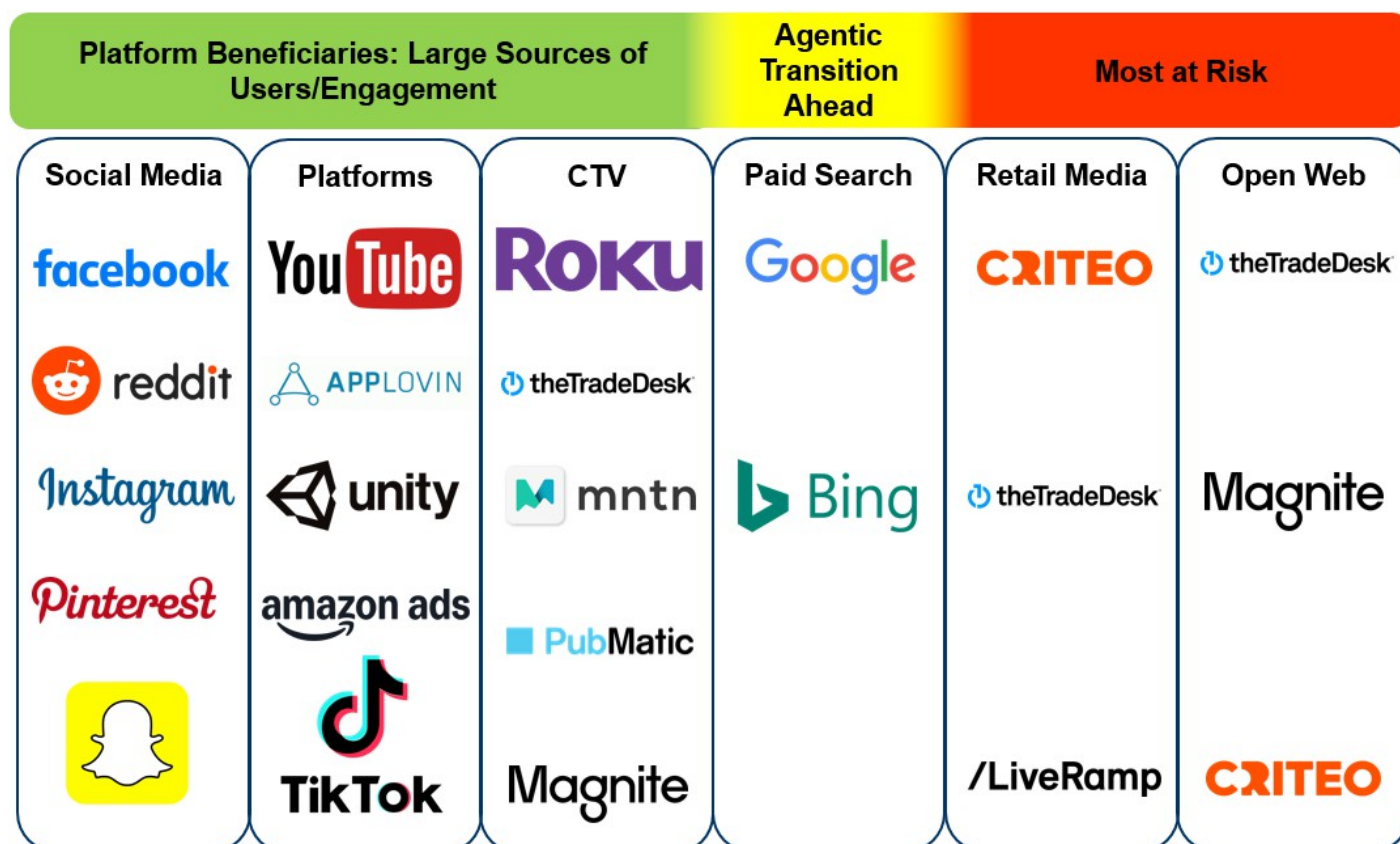 Platform Beneficiaries: Large Sources of
Users/Engagement
Agentic
Transition
Ahead
Most at Risk
Social Media
facebook
reddit
Instagram
Pinterest
Platforms
YouTube
APPLOVIN
unity
amazon ads
TikTok
CTV
ROKU
theTradeDesk
mntn
PubMatic
Magnite
Paid Search
Google
Bing
Retail Media
CRITEO
theTradeDesk
/LiveRamp
Open Web
theTradeDesk
Magnite
CRITEO